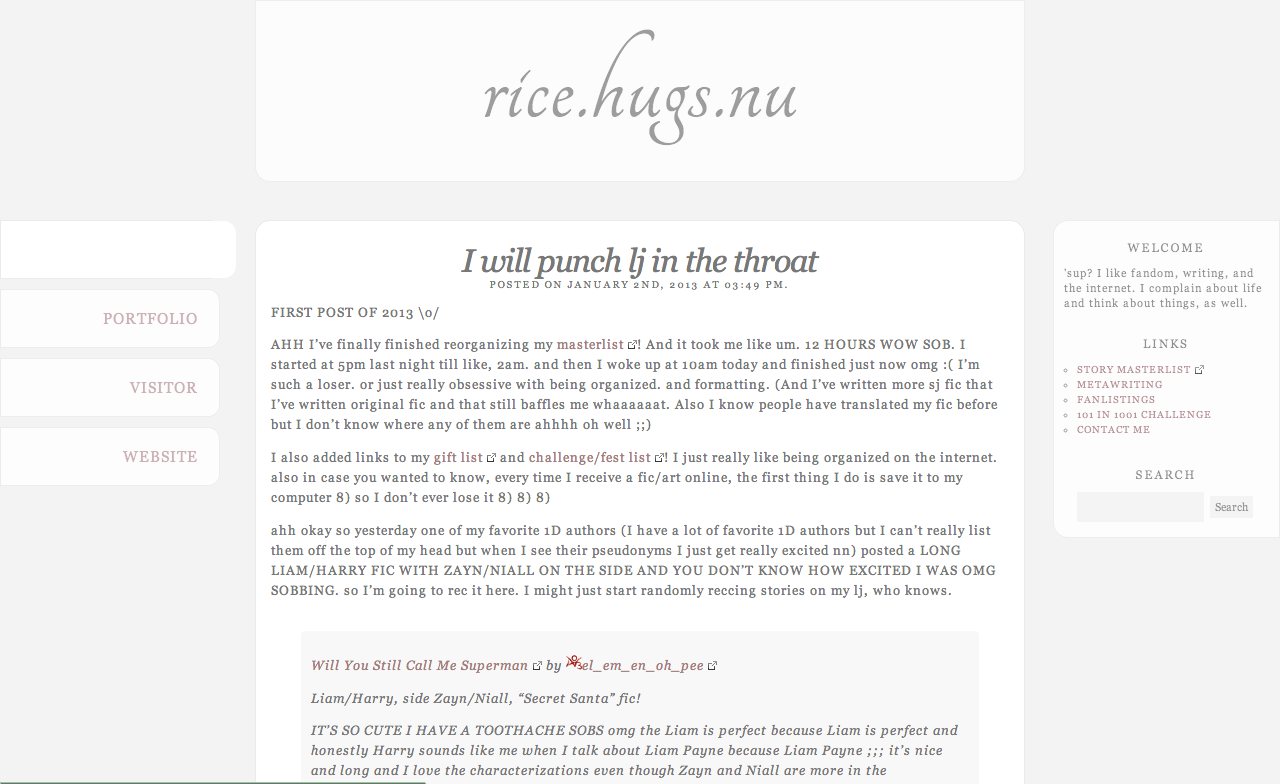 rice.hugs.nu
PORTFOLIO
VISITOR
WEBSITE
I will punch lj in the throat
POSTED ON JANUARY 2ND, 2013 AT 03:49 PM.
FIRST POST OF 2013 \o/
AHH I’ve finally finished reorganizing my masterlist! And it took me like um. 12 HOURS WOW SOB. I
started at 5pm last night till like, 2am. and then I woke up at 10am today and finished just now omg :( I’m
such a loser. or just really obsessive with being organized. and formatting. (And I’ve written more sj fic that
I’ve written original fic and that still baffles me whaaaaaat. Also I know people have translated my fic before
but I don’t know where any of them are ahhhh oh well ;;)
I also added links to my gift list and challenge/fest list! I just really like being organized on the internet.
also in case you wanted to know, every time I receive a fic/art online, the first thing I do is save it to my
computer 8) so I don’t ever lose it 8) 8) 8)
ahh okay so yesterday one of my favorite 1D authors (I have a lot of favorite 1D authors but I can’t really list
them off the top of my head but when I see their pseudonyms I just get really excited nn) posted a LONG
LIAM/HARRY FIC WITH ZAYN/NIALL ON THE SIDE AND YOU DON’T KNOW HOW EXCITED I WAS OMG
SOBBING. so I’m going to rec it here. I might just start randomly reccing stories on my lj, who knows.
Will You Still Call Me Superman by el_em_en_oh_pee
Liam/Harry, side Zayn/Niall, “Secret Santa” fic!
IT’S SO CUTE I HAVE A TOOTHACHE SOBS omg the Liam is perfect because Liam is perfect and
honestly Harry sounds like me when I talk about Liam Payne because Liam Payne ;;; it’s nice
and long and I love the characterizations even though Zayn and Niall are more in the
WELCOME
'sup? I like fandom, writing, and
the internet. I complain about life
and think about things, as well.
LINKS
STORY MASTERLIST
METAWRITING
FANLISTINGS
101 IN 1001 CHALLENGE
CONTACT ME
SEARCH
Search